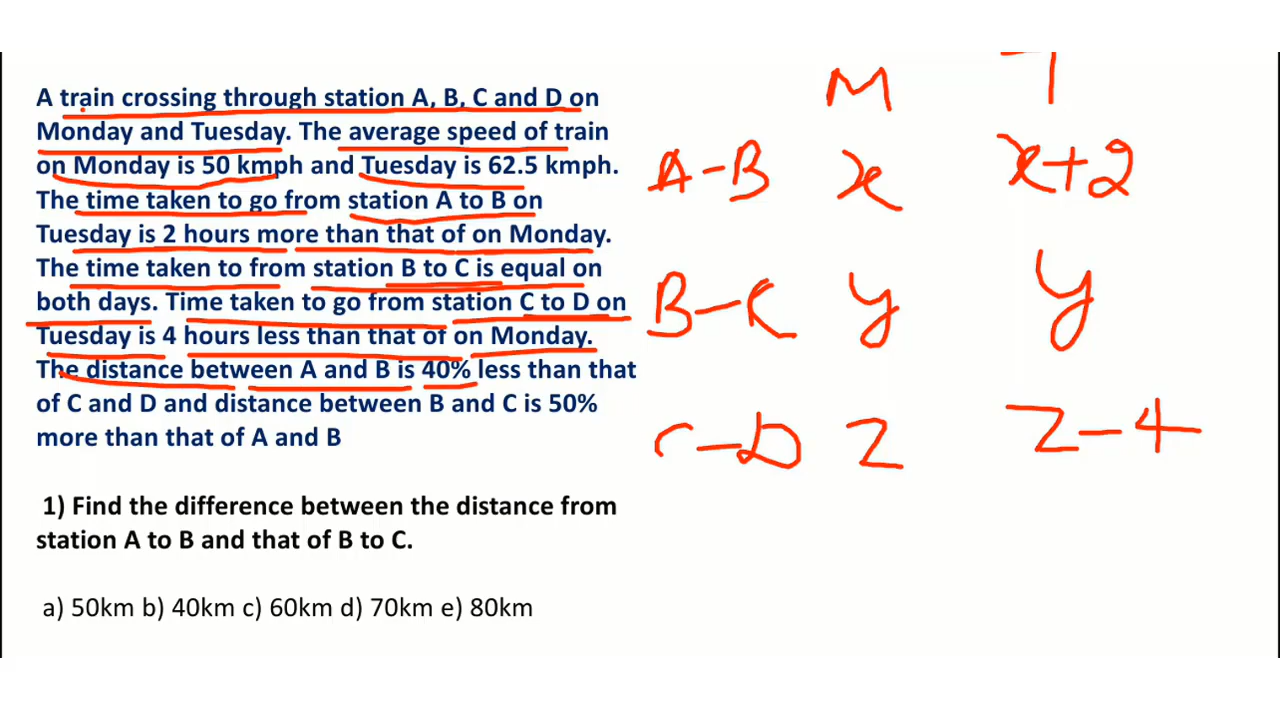 A train crossing through station A, B, C and D on
Monday and Tuesday. The average speed of train
on Monday is 50 kmph and Tuesday is 62.5 kmph.
The time taken to go from station A to B on
Tuesday is 2 hours more than that of on Monday.
The time taken to from station B to C is equal on
both days. Time taken to go from station C to D on
Tuesday is 4 hours less than that of on Monday.
The distance between A and B is 40% less than that
of C and D and distance between B and C is 50%
more than that of A and B
1) Find the difference between the distance from
station A to B and that of B to C.
a) 50km b) 40km c) 60km d) 70km e) 80km
M T
A-B x x+2
B-C y y
C-D z z-4